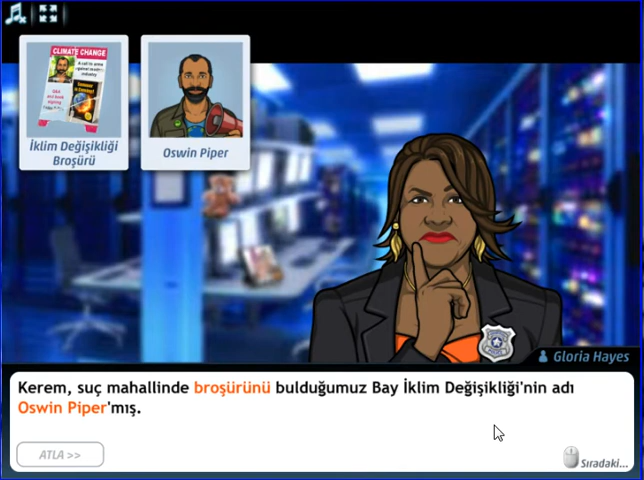 CLIMATE CHANGE
İklim Değişikliği
Broşürü
Oswin Piper
Gloria Hayes
Kerem, suç mahallinde broşürünü bulduğumuz Bay İklim Değişikliği'nin adı
Oswin Piper'mış.
ATLA >>
Sıradaki...